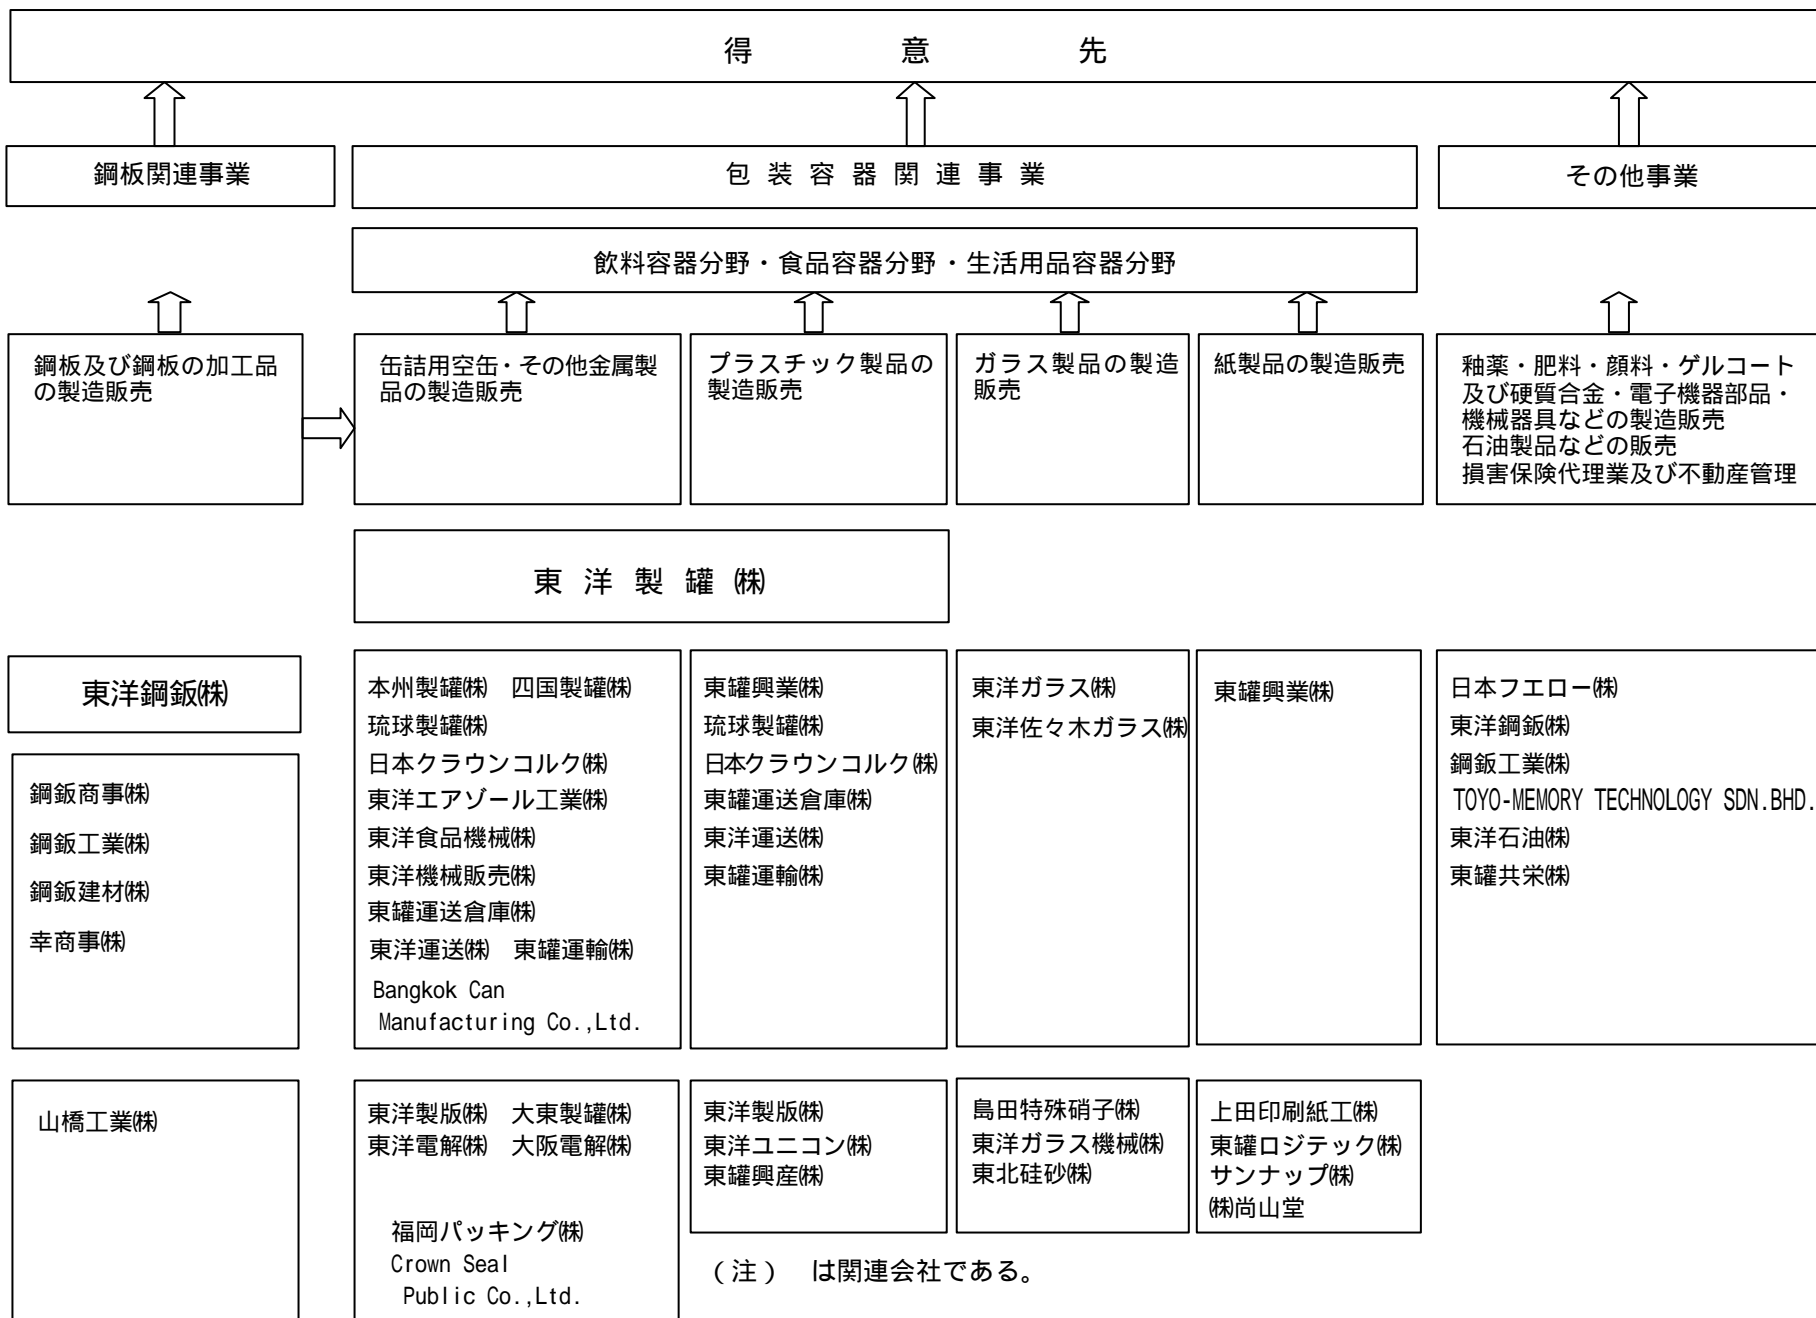 得意先
鋼板関連事業
包装容器関連事業
その他事業
飲料容器分野・食品容器分野・生活用品容器分野
鋼板及び鋼板の加工品
の製造販売
缶詰用空缶・その他金属製
品の製造販売
プラスチック製品の
製造販売
ガラス製品の製造
販売
紙製品の製造販売
釉薬・肥料・顔料・ゲルコート
及び硬質合金・電子機器部品・
機械器具などの製造販売
石油製品などの販売
損害保険代理業及び不動産管理
東洋製罐㈱
東洋鋼鈑㈱
鋼鈑商事㈱
鋼鈑工業㈱
鋼鈑建材㈱
幸商事㈱
本州製罐㈱　四国製罐㈱
琉球製罐㈱
日本クラウンコルク㈱
東洋エアゾール工業㈱
東洋食品機械㈱
東洋機械販売㈱
東罐運送倉庫㈱
東洋運送㈱　東罐運輸㈱
Bangkok Can
Manufacturing Co.,Ltd.
東罐興業㈱
琉球製罐㈱
日本クラウンコルク㈱
東罐運送倉庫㈱
東洋運送㈱
東罐運輸㈱
東洋ガラス㈱
東洋佐々木ガラス㈱
東罐興業㈱
日本フエロー㈱
東洋鋼鈑㈱
鋼鈑工業㈱
TOYO-MEMORY TECHNOLOGY SDN.BHD.
東洋石油㈱
東罐共栄㈱
山橋工業㈱
東洋製版㈱　大東製罐㈱
東洋電解㈱　大阪電解㈱
福岡パッキング㈱
Crown Seal
Public Co.,Ltd.
東洋製版㈱
東洋ユニコン㈱
東罐興産㈱
島田特殊硝子㈱
東洋ガラス機械㈱
東北硅砂㈱
上田印刷紙工㈱
東罐ロジテック㈱
サンナップ㈱
㈱尚山堂
（注）　は関連会社である。